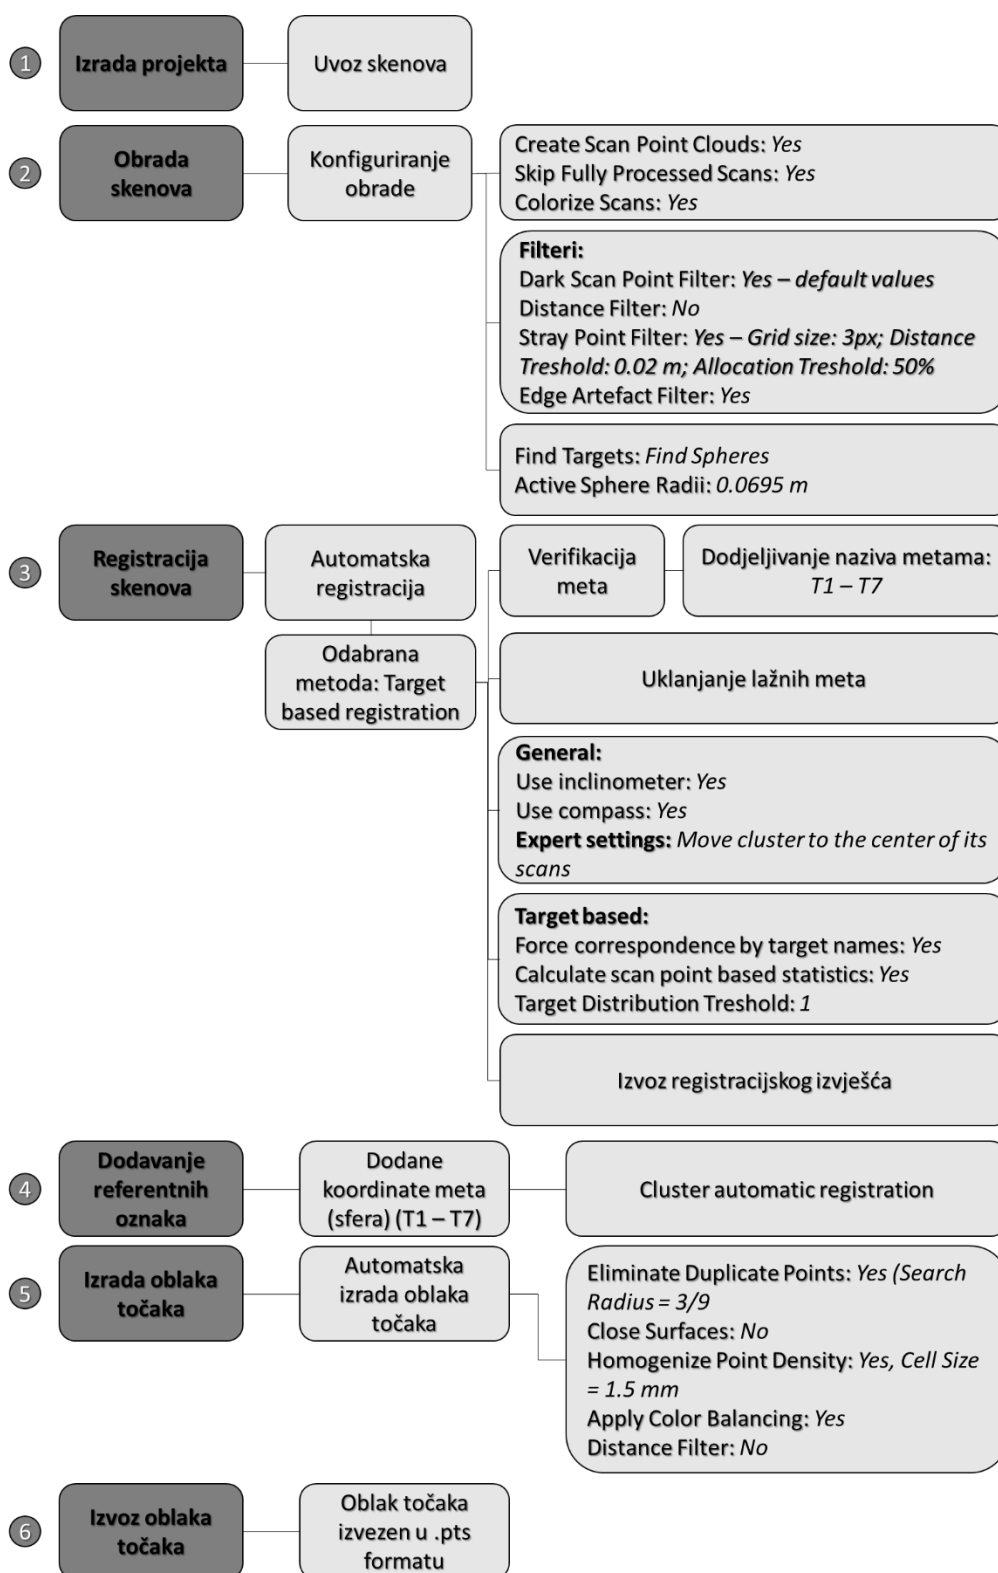 1
Izrada projekta
Uvoz skenova
2
Obrada
skenova
Konfiguriranje
obrade
Create Scan Point Clouds: Yes
Skip Fully Processed Scans: Yes
Colorize Scans: Yes
Filteri:
Dark Scan Point Filter: Yes – default values
Distance Filter: No
Stray Point Filter: Yes – Grid size: 3px; Distance
Treshold: 0.02 m; Allocation Treshold: 50%
Edge Artefact Filter: Yes
Find Targets: Find Spheres
Active Sphere Radii: 0.0695 m
3
Registracija
skenova
Automatska
registracija
Odabrana
metoda: Target
based registration
Verifikacija
meta
Dodjeljivanje naziva metama:
T1 – T7
Uklanjanje lažnih meta
General:
Use inclinometer: Yes
Use compass: Yes
Expert settings: Move cluster to the center of its
scans
Target based:
Force correspondence by target names: Yes
Calculate scan point based statistics: Yes
Target Distribution Treshold: 1
Izvoz registracijskog izvješća
4
Dodavanje
referentnih
oznaka
Dodane
koordinate meta
(sfera) (T1 – T7)
Cluster automatic registration
5
Izrada oblaka
točaka
Automatska
izrada oblaka
točaka
Eliminate Duplicate Points: Yes (Search
Radius = 3/9
Close Surfaces: No
Homogenize Point Density: Yes, Cell Size
= 1.5 mm
Apply Color Balancing: Yes
Distance Filter: No
6
Izvoz oblaka
točaka
Oblak točaka
izvezen u .pts
formatu